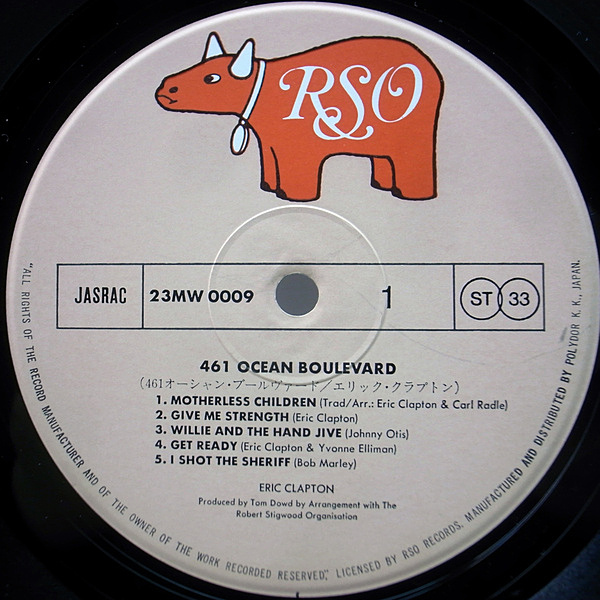 RSO
JASRAC
23MW 0009
1
ST 33
461 OCEAN BOULEVARD
(461オーシャン・ブールヴァード/エリック・クラプトン)
1. MOTHERLESS CHILDREN (Trad/Arr.: Eric Clapton & Carl Radle)
2. GIVE ME STRENGTH (Eric Clapton)
3. WILLIE AND THE HAND JIVE (Johnny Otis)
4. GET READY (Eric Clapton & Yvonne Elliman)
5. I SHOT THE SHERIFF (Bob Marley)
ERIC CLAPTON
Produced by Tom Dowd by Arrangement with The
Robert Stigwood Organisation
"ALL RIGHTS OF THE RECORD MANUFACTURER AND OF THE OWNER OF THE WORK RECORDED RESERVED," LICENSED BY RSO RECORDS. MANUFACTURED AND DISTRIBUTED BY POLYDOR K. K., JAPAN.